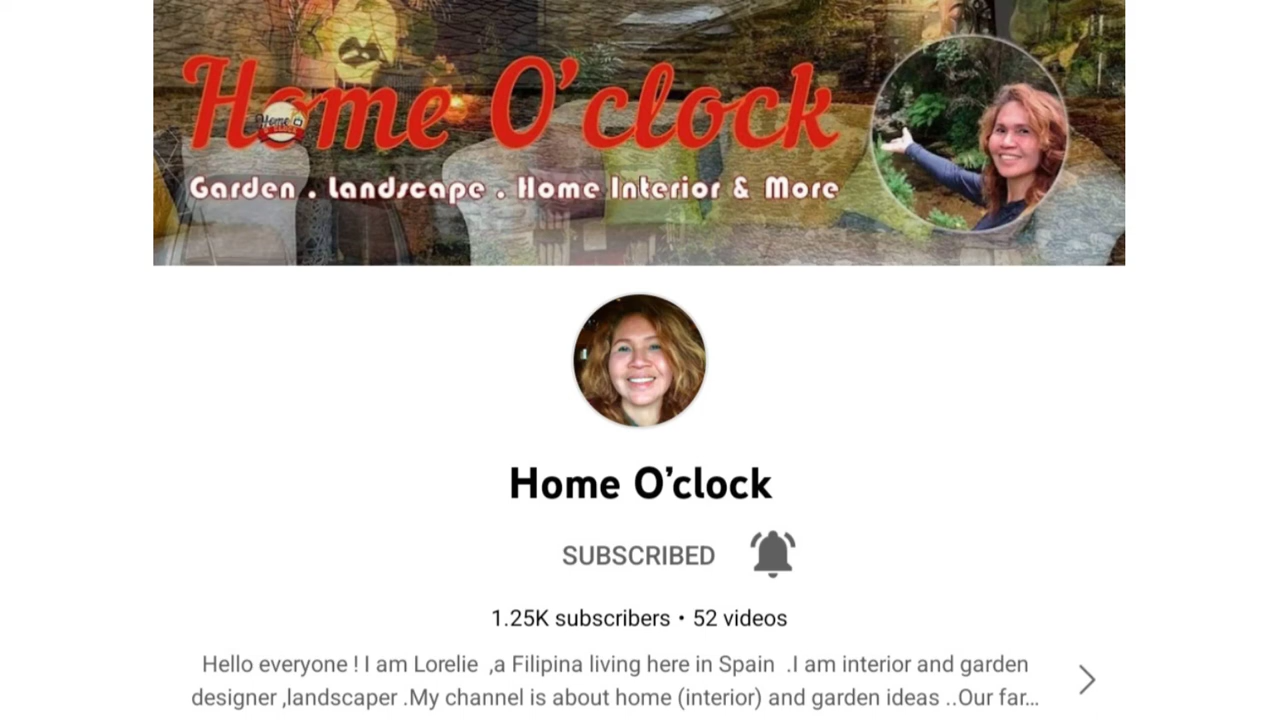 Home O'clock
Home O'
CLOCK
Garden . Landscape . Home Interior & More
Home O'clock
SUBSCRIBED
1.25K subscribers • 52 videos
Hello everyone ! I am Lorelie  ,a Filipina living here in Spain  .I am interior and garden
designer ,landscaper .My channel is about home (interior) and garden ideas ..Our far...